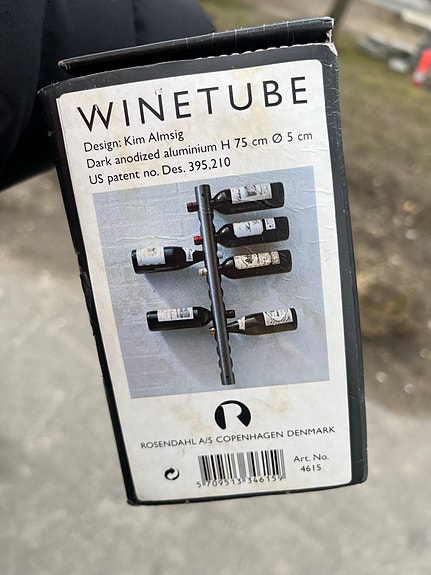 WINETUBE
Design: Kim Almsig
Dark anodized aluminium H 75 cm Ø 5 cm
US patent no. Des. 395,210
R
ROSENDAHL A/S COPENHAGEN DENMARK
Art. No.
4615
5 709513 346159